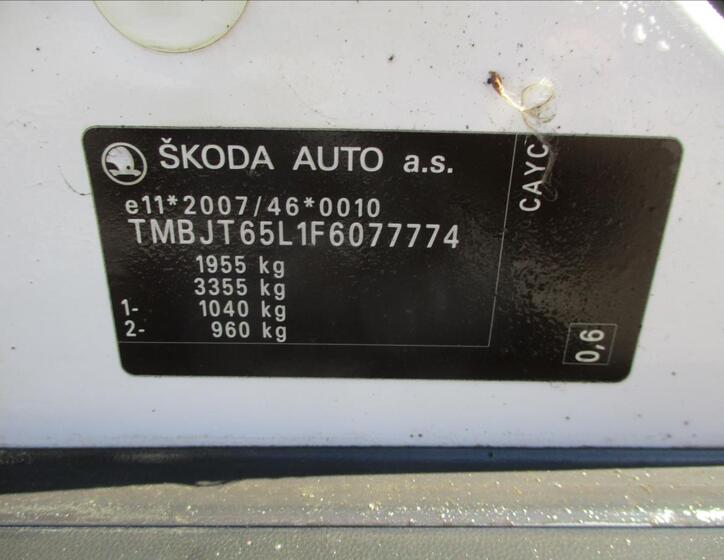 ŠKODA AUTO a.s.
e11*2007/46*0010
TMBJT65L1F6077774
1955 kg
3355 kg
1- 1040 kg
2- 960 kg
CAYC
0,6